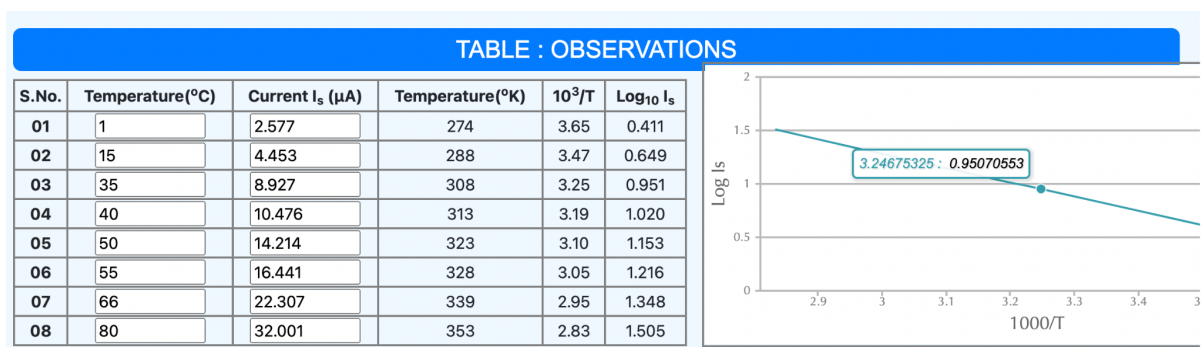 TABLE : OBSERVATIONS
S.No. Temperature(ºC) Current Is (µA) Temperature(ºK) 10³/T Log10 Is
01 1 2.577 274 3.65 0.411
02 15 4.453 288 3.47 0.649
03 35 8.927 308 3.25 0.951
04 40 10.476 313 3.19 1.020
05 50 14.214 323 3.10 1.153
06 55 16.441 328 3.05 1.216
07 66 22.307 339 2.95 1.348
08 80 32.001 353 2.83 1.505
Log Is
2
1.5
1
0.5
0
3.24675325 : 0.95070553
2.9 3 3.1 3.2 3.3 3.4
1000/T